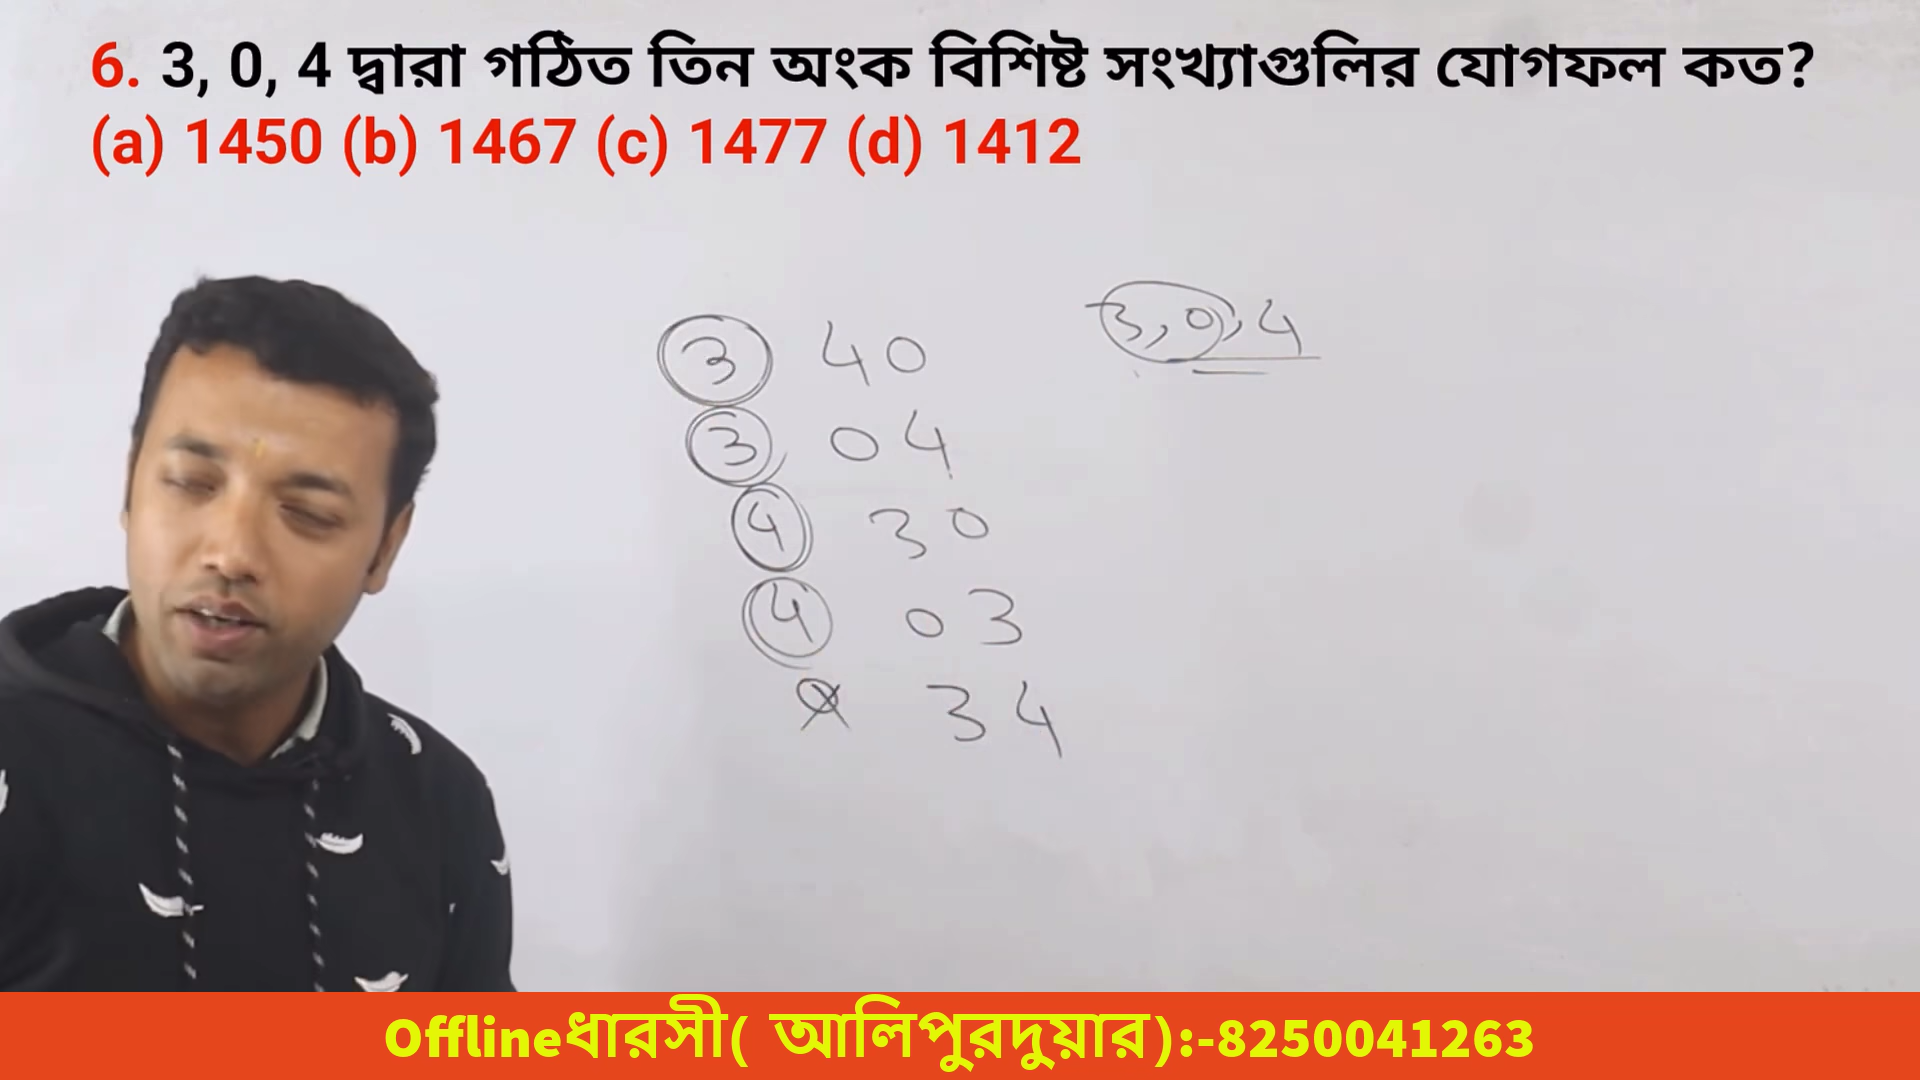 6. 3, 0, 4 দ্বারা গঠিত তিন অংক বিশিষ্ট সংখ্যাগুলির যোগফল কত?
(a) 1450 (b) 1467 (c) 1477 (d) 1412
3, 0, 4
3 40
3 04
4 30
4 03
0 34
Offlineধারসী( আলিপুরদুয়ার):-8250041263